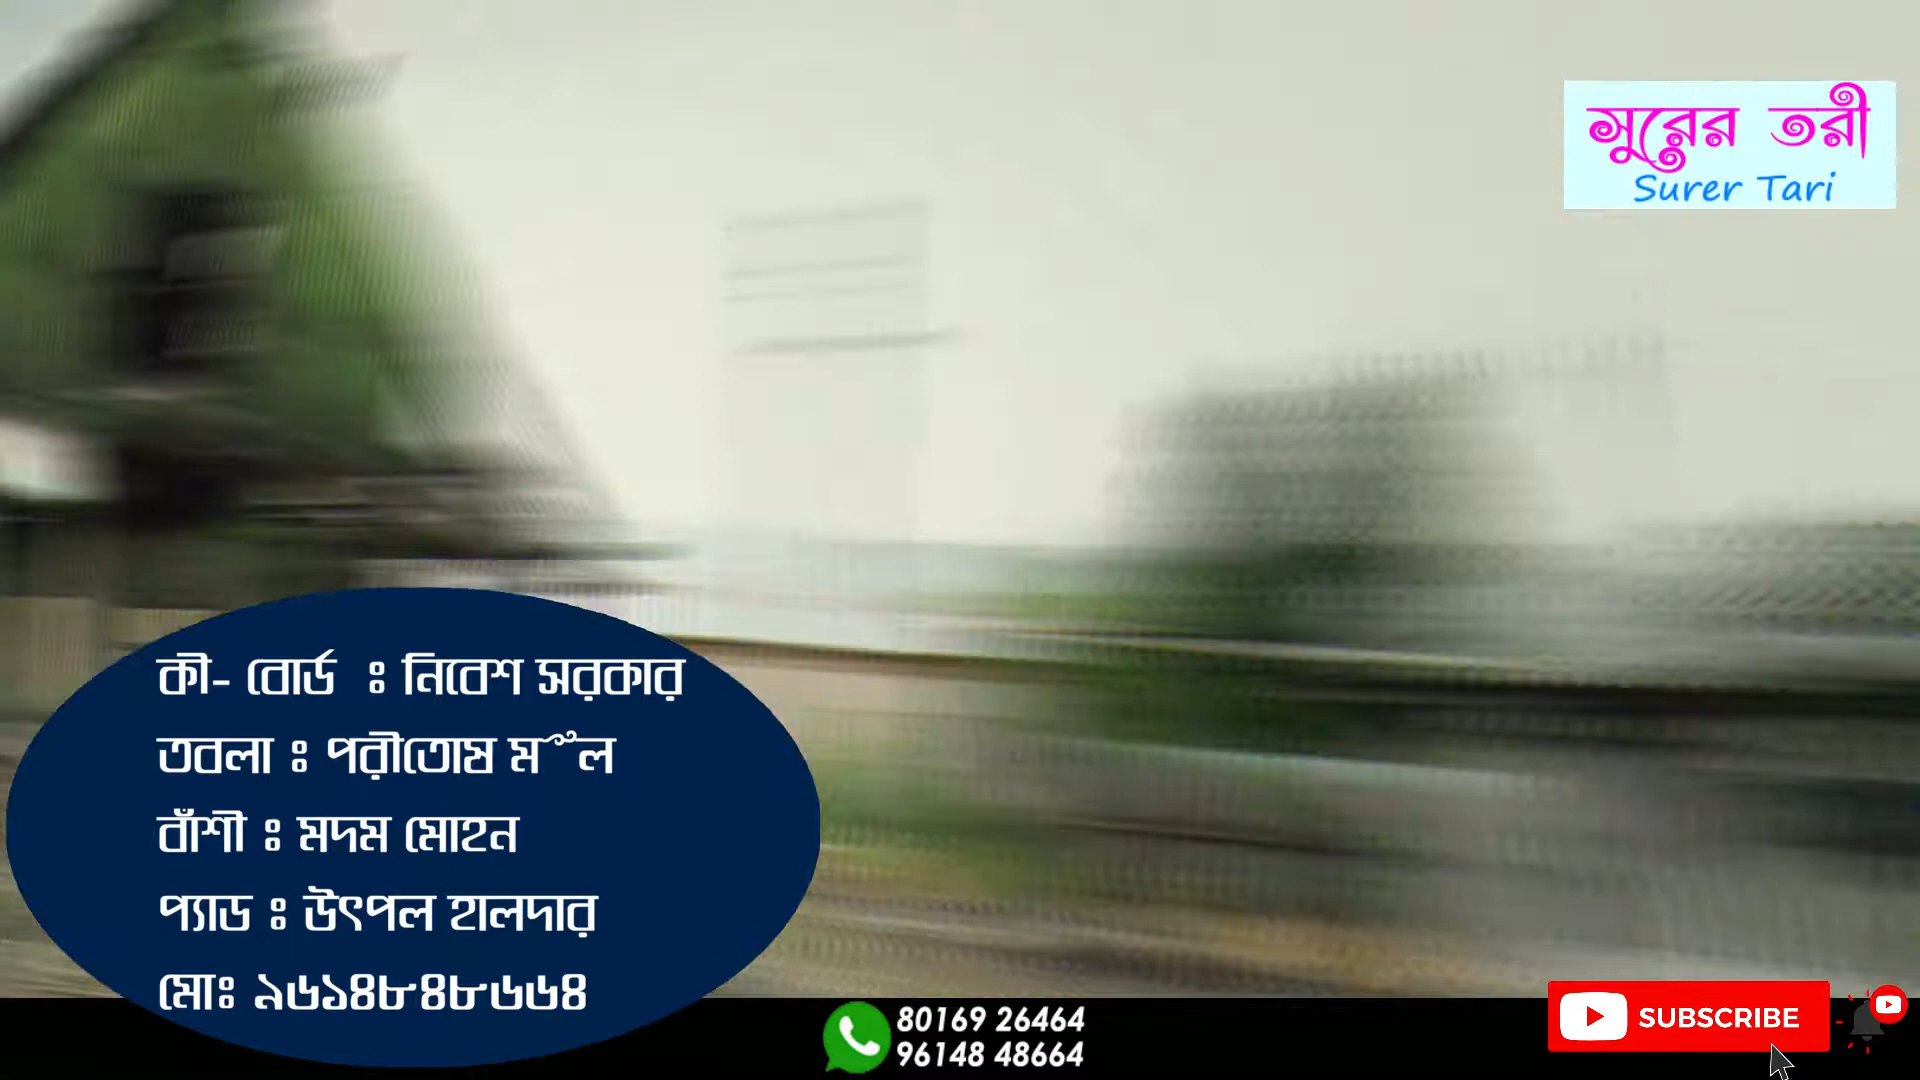 সুরের তরী
Surer Tari
কী- বোর্ড ঃ নিবেশ সরকার
তবলা ঃ পরীতোষ
বাঁশী ঃ মদম মোহন
প্যাড ঃ উৎপল হালদার
মোঃ ৯৬১৪৮৪৮৬৬৪
80169 26464
96148 48664
SUBSCRIBE